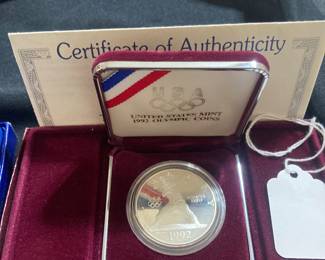 Certificate of Authenticity
USA
UNITED STATES MINT
1992 OLYMPIC COINS
1992